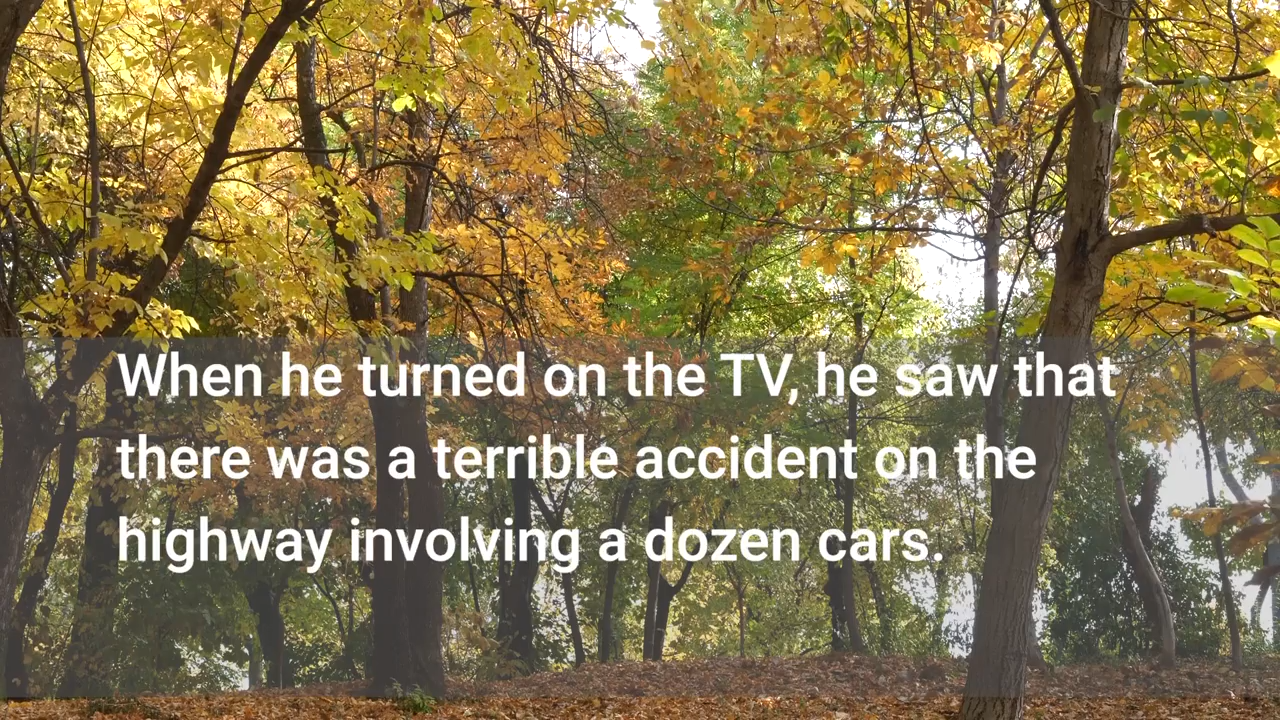 When he turned on the TV, he saw that
there was a terrible accident on the
highway involving a dozen cars.